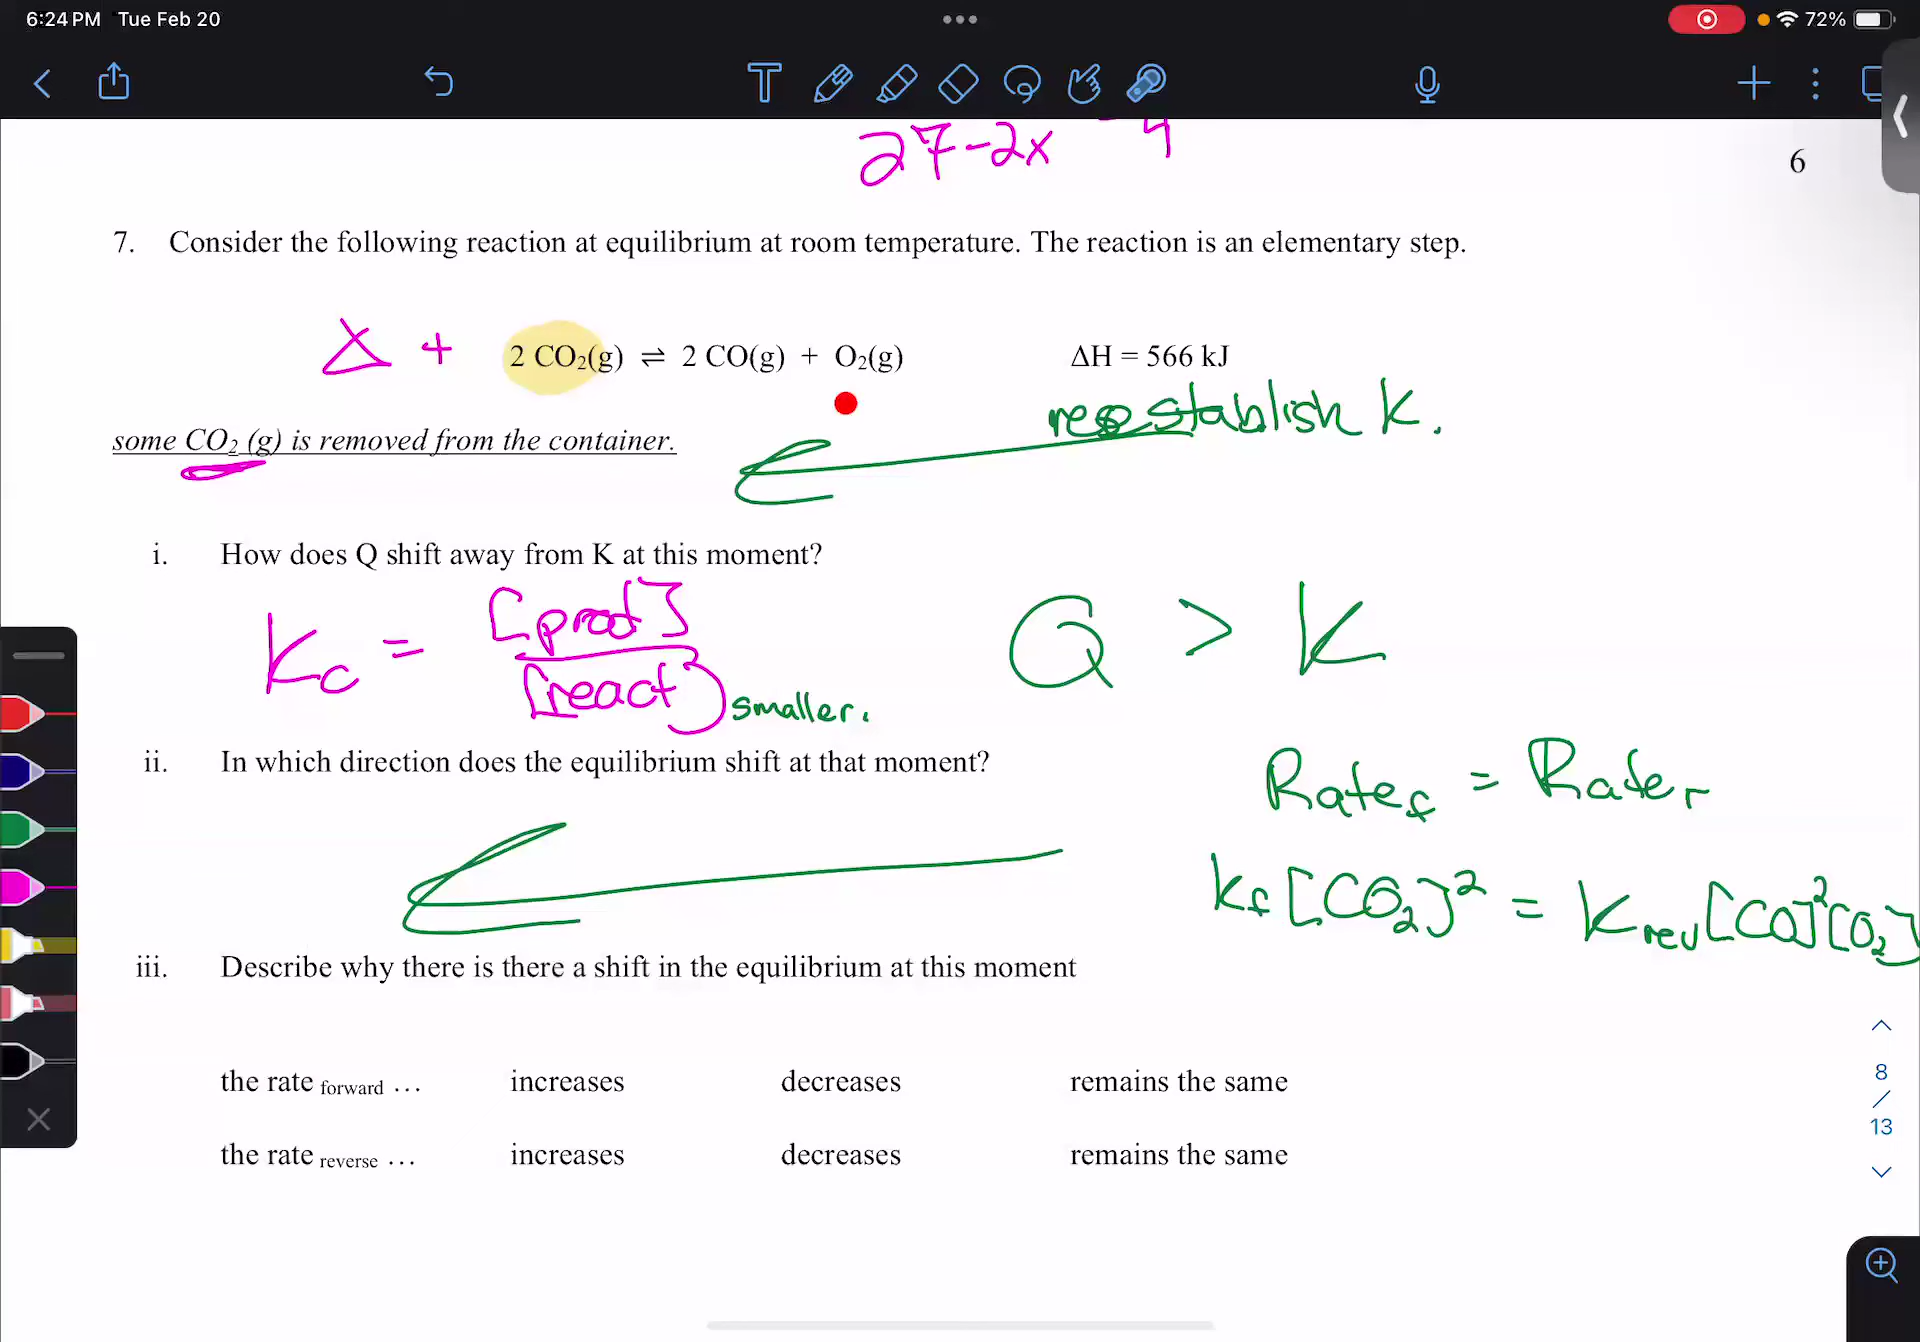 6:24 PM Tue Feb 20
72%
27-2x
4
6
7. Consider the following reaction at equilibrium at room temperature. The reaction is an elementary step.
Δ + 2 CO₂(g) ⇌ 2 CO(g) + O₂(g) ΔH = 566 kJ
reestablish K.
some CO₂ (g) is removed from the container.
i. How does Q shift away from K at this moment?
Kc = [prod]/[react] smaller.
Q > K
ii. In which direction does the equilibrium shift at that moment?
Ratef = Rater
kf[CO₂]² = Krev[CO]²[O₂]
iii. Describe why there is there a shift in the equilibrium at this moment
the rate forward … increases decreases remains the same
the rate reverse … increases decreases remains the same
8
/
13